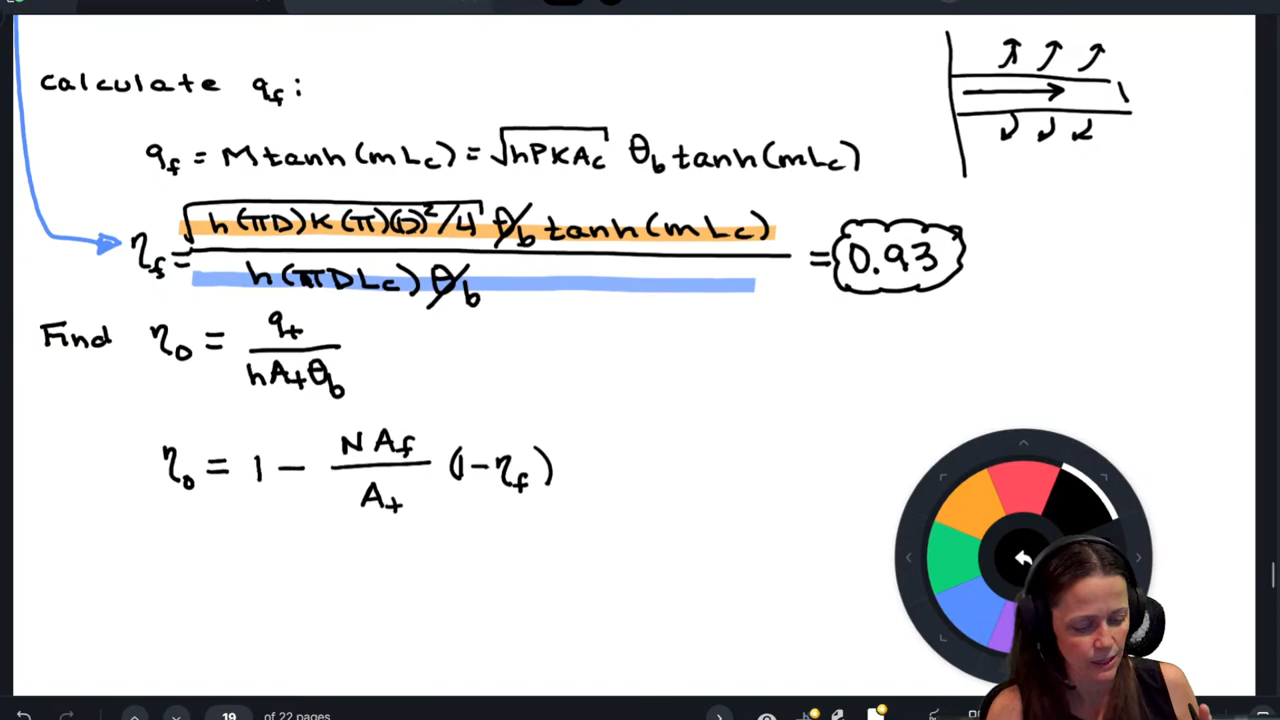 calculate q_f:
q_f = M tanh(mL_c) = √(hPKA_c) θ_b tanh(mL_c)
η_f = √(h(πD)K(π)(D)²/4) θ_b tanh(mL_c) / h(πDL_c)θ_b = 0.93
Find η_o = q_t / hA_tθ_b
η_o = 1 - NA_f / A_t (1-η_f)
19 of 22 pages